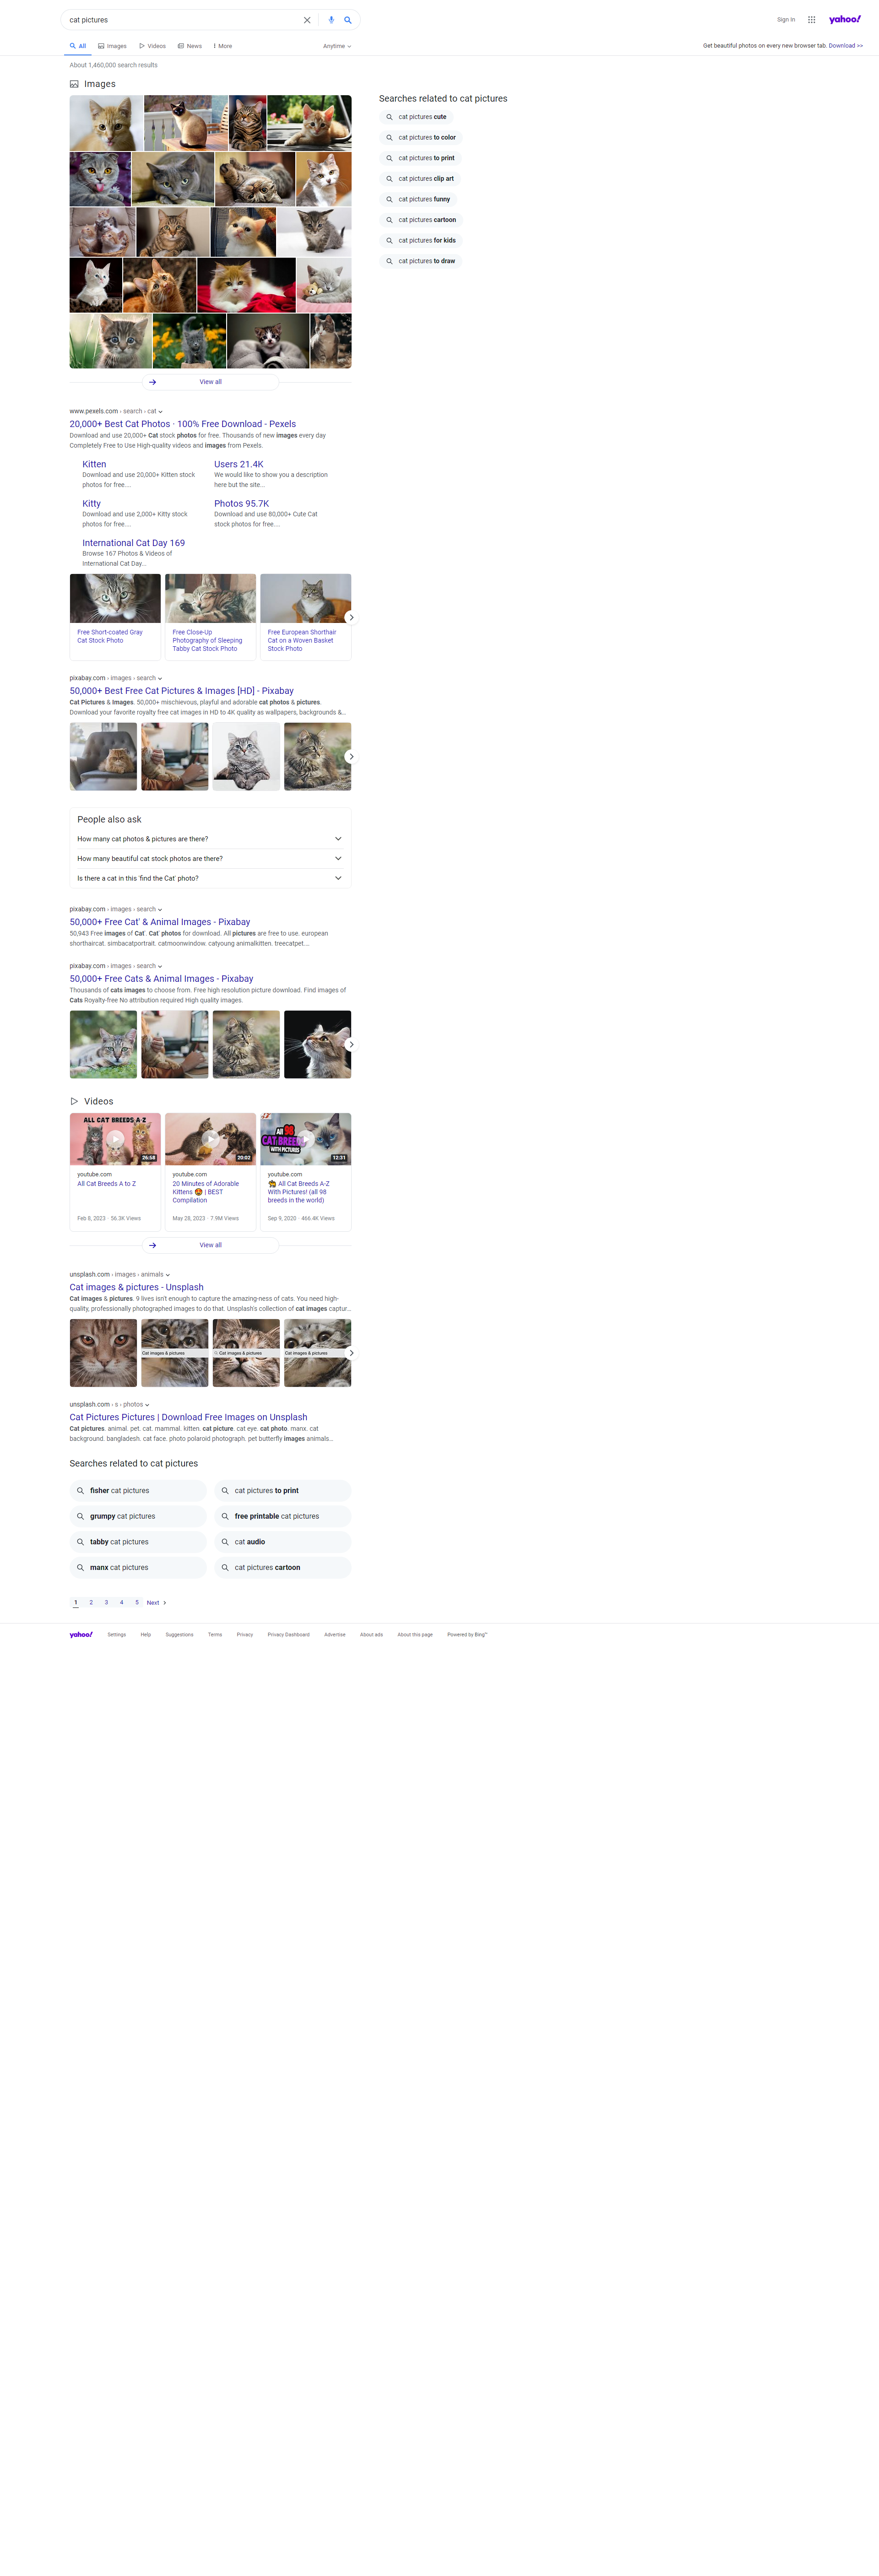 cat pictures
Sign In
yahoo!
All
Images
Videos
News
More
Anytime
Get beautiful photos on every new browser tab. Download >>
About 1,460,000 search results
Images
View all
Searches related to cat pictures
cat pictures cute
cat pictures to color
cat pictures to print
cat pictures clip art
cat pictures funny
cat pictures cartoon
cat pictures for kids
cat pictures to draw
www.pexels.com › search › cat
20,000+ Best Cat Photos · 100% Free Download - Pexels
Download and use 20,000+ Cat stock photos for free. Thousands of new images every day
Completely Free to Use High-quality videos and images from Pexels.
Kitten
Download and use 20,000+ Kitten stock
photos for free....
Users 21.4K
We would like to show you a description
here but the site...
Kitty
Download and use 2,000+ Kitty stock
photos for free....
Photos 95.7K
Download and use 80,000+ Cute Cat
stock photos for free....
International Cat Day 169
Browse 167 Photos & Videos of
International Cat Day...
Free Short-coated Gray
Cat Stock Photo
Free Close-Up
Photography of Sleeping
Tabby Cat Stock Photo
Free European Shorthair
Cat on a Woven Basket
Stock Photo
pixabay.com › images › search
50,000+ Best Free Cat Pictures & Images [HD] - Pixabay
Cat Pictures & Images. 50,000+ mischievous, playful and adorable cat photos & pictures.
Download your favorite royalty free cat images in HD to 4K quality as wallpapers, backgrounds &...
People also ask
How many cat photos & pictures are there?
How many beautiful cat stock photos are there?
Is there a cat in this 'find the Cat' photo?
pixabay.com › images › search
50,000+ Free Cat' & Animal Images - Pixabay
50,943 Free images of Cat'. Cat' photos for download. All pictures are free to use. european
shorthaircat. simbacatportrait. catmoonwindow. catyoung animalkitten. treecatpet....
pixabay.com › images › search
50,000+ Free Cats & Animal Images - Pixabay
Thousands of cats images to choose from. Free high resolution picture download. Find images of
Cats Royalty-free No attribution required High quality images.
Videos
ALL CAT BREEDS A-Z
26:58
20:02
All 98
CAT BREEDS
WITH PICTURES
12:31
youtube.com
All Cat Breeds A to Z
Feb 8, 2023 · 56.3K Views
youtube.com
20 Minutes of Adorable
Kittens 😍 | BEST
Compilation
May 28, 2023 · 7.9M Views
youtube.com
All Cat Breeds A-Z
With Pictures! (all 98
breeds in the world)
Sep 9, 2020 · 466.4K Views
View all
unsplash.com › images › animals
Cat images & pictures - Unsplash
Cat images & pictures. 9 lives isn't enough to capture the amazing-ness of cats. You need high-
quality, professionally photographed images to do that. Unsplash's collection of cat images captur...
Cat images & pictures
Cat images & pictures
Cat images & pictures
unsplash.com › s › photos
Cat Pictures Pictures | Download Free Images on Unsplash
Cat pictures. animal. pet. cat. mammal. kitten. cat picture. cat eye. cat photo. manx. cat
background. bangladesh. cat face. photo polaroid photograph. pet butterfly images animals...
Searches related to cat pictures
fisher cat pictures
cat pictures to print
grumpy cat pictures
free printable cat pictures
tabby cat pictures
cat audio
manx cat pictures
cat pictures cartoon
1 2 3 4 5 Next
yahoo! Settings Help Suggestions Terms Privacy Privacy Dashboard Advertise About ads About this page Powered by Bing™